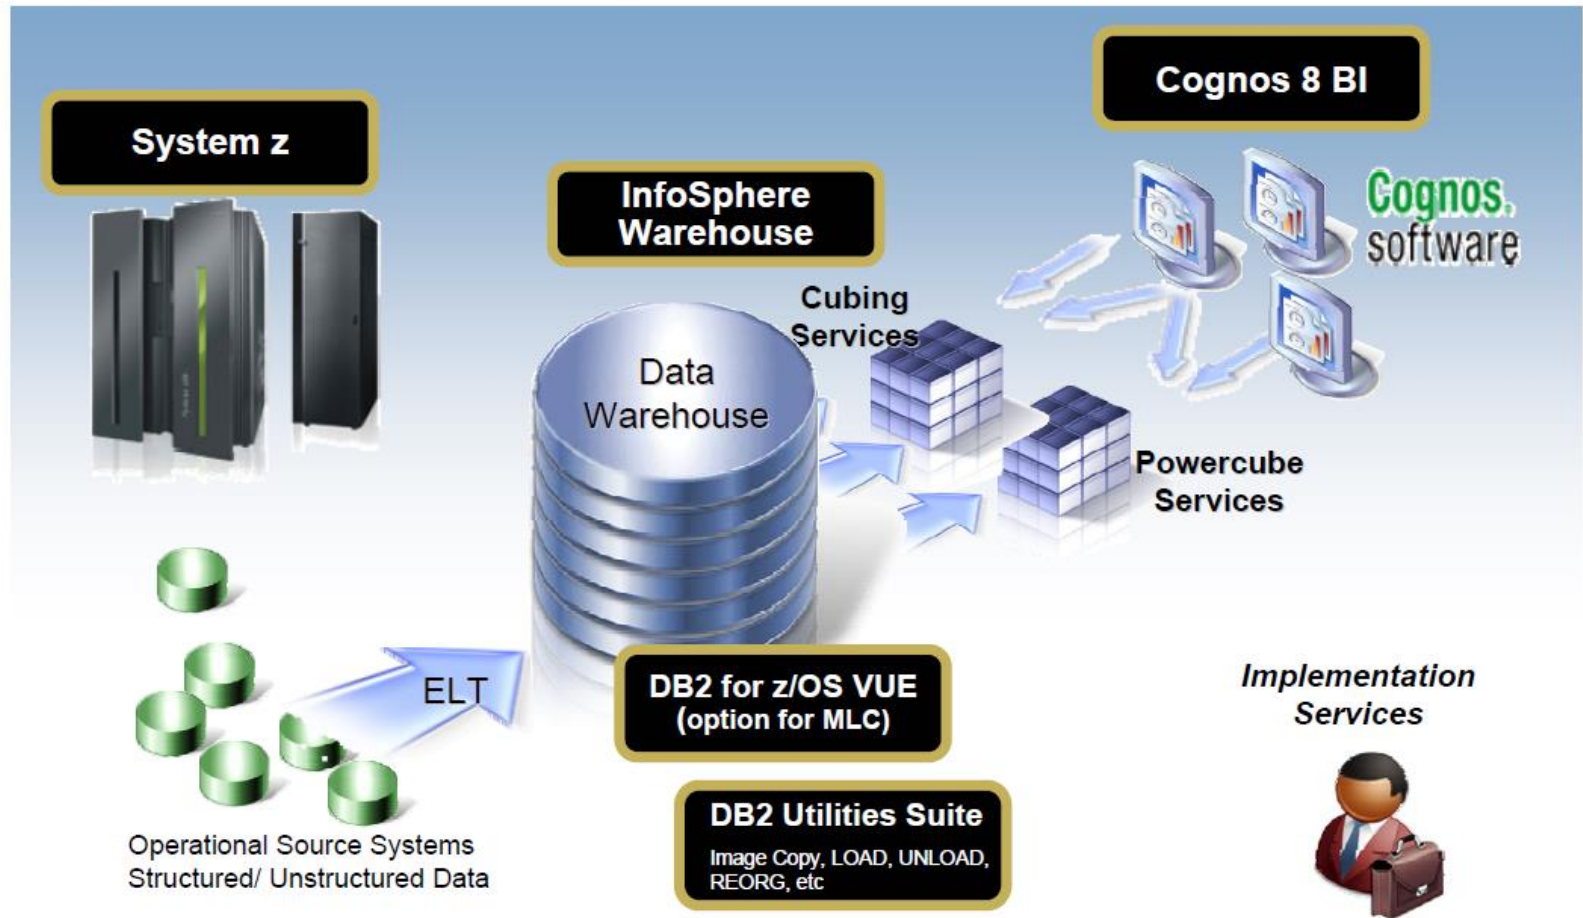 Cognos 8 BI
System z
InfoSphere
Warehouse
Cognos.
software
Cubing
Services
Data
Warehouse
Powercube
Services
ELT
DB2 for z/OS VUE
(option for MLC)
Implementation
Services
DB2 Utilities Suite
Image Copy, LOAD, UNLOAD,
REORG, etc
Operational Source Systems
Structured/ Unstructured Data